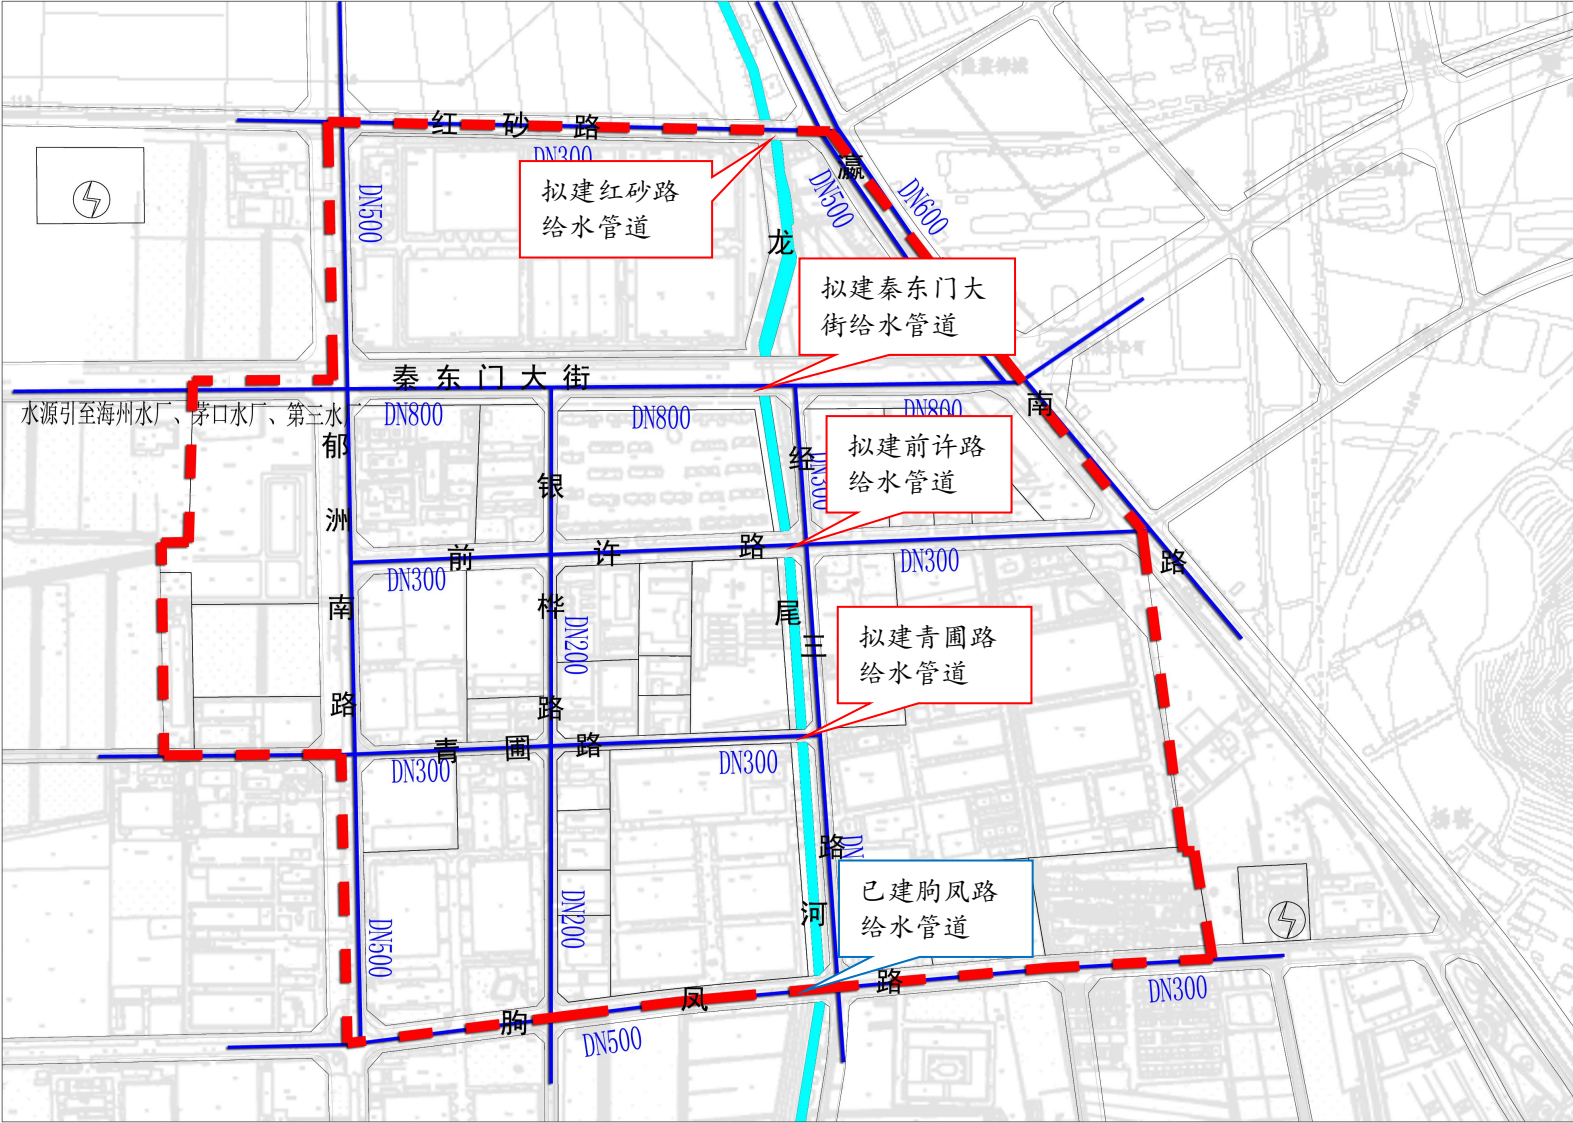 红砂路
DN300
拟建红砂路
给水管道
DN500
DN500
瀛
DN600
龙
拟建秦东门大
街给水管道
秦东门大街
水源引至海州水厂、茅口水厂、第三水厂
DN800
DN800
DN800
南
郁
洲
银
经
DN300
拟建前许路
给水管道
前许路
DN300
DN300
路
南
桦
DN200
尾
三
拟建青圃路
给水管道
路
路
青圃路
DN300
DN300
路
DN
DN200
DN500
河
已建朐凤路
给水管道
朐凤路
DN500
DN300